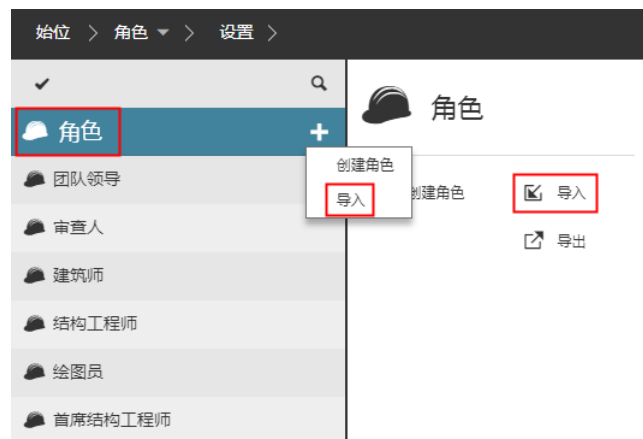 始位 > 角色 > 设置 >
角色
团队领导
审查人
建筑师
结构工程师
绘图员
首席结构工程师
创建角色
导入
角色
创建角色
导入
导出